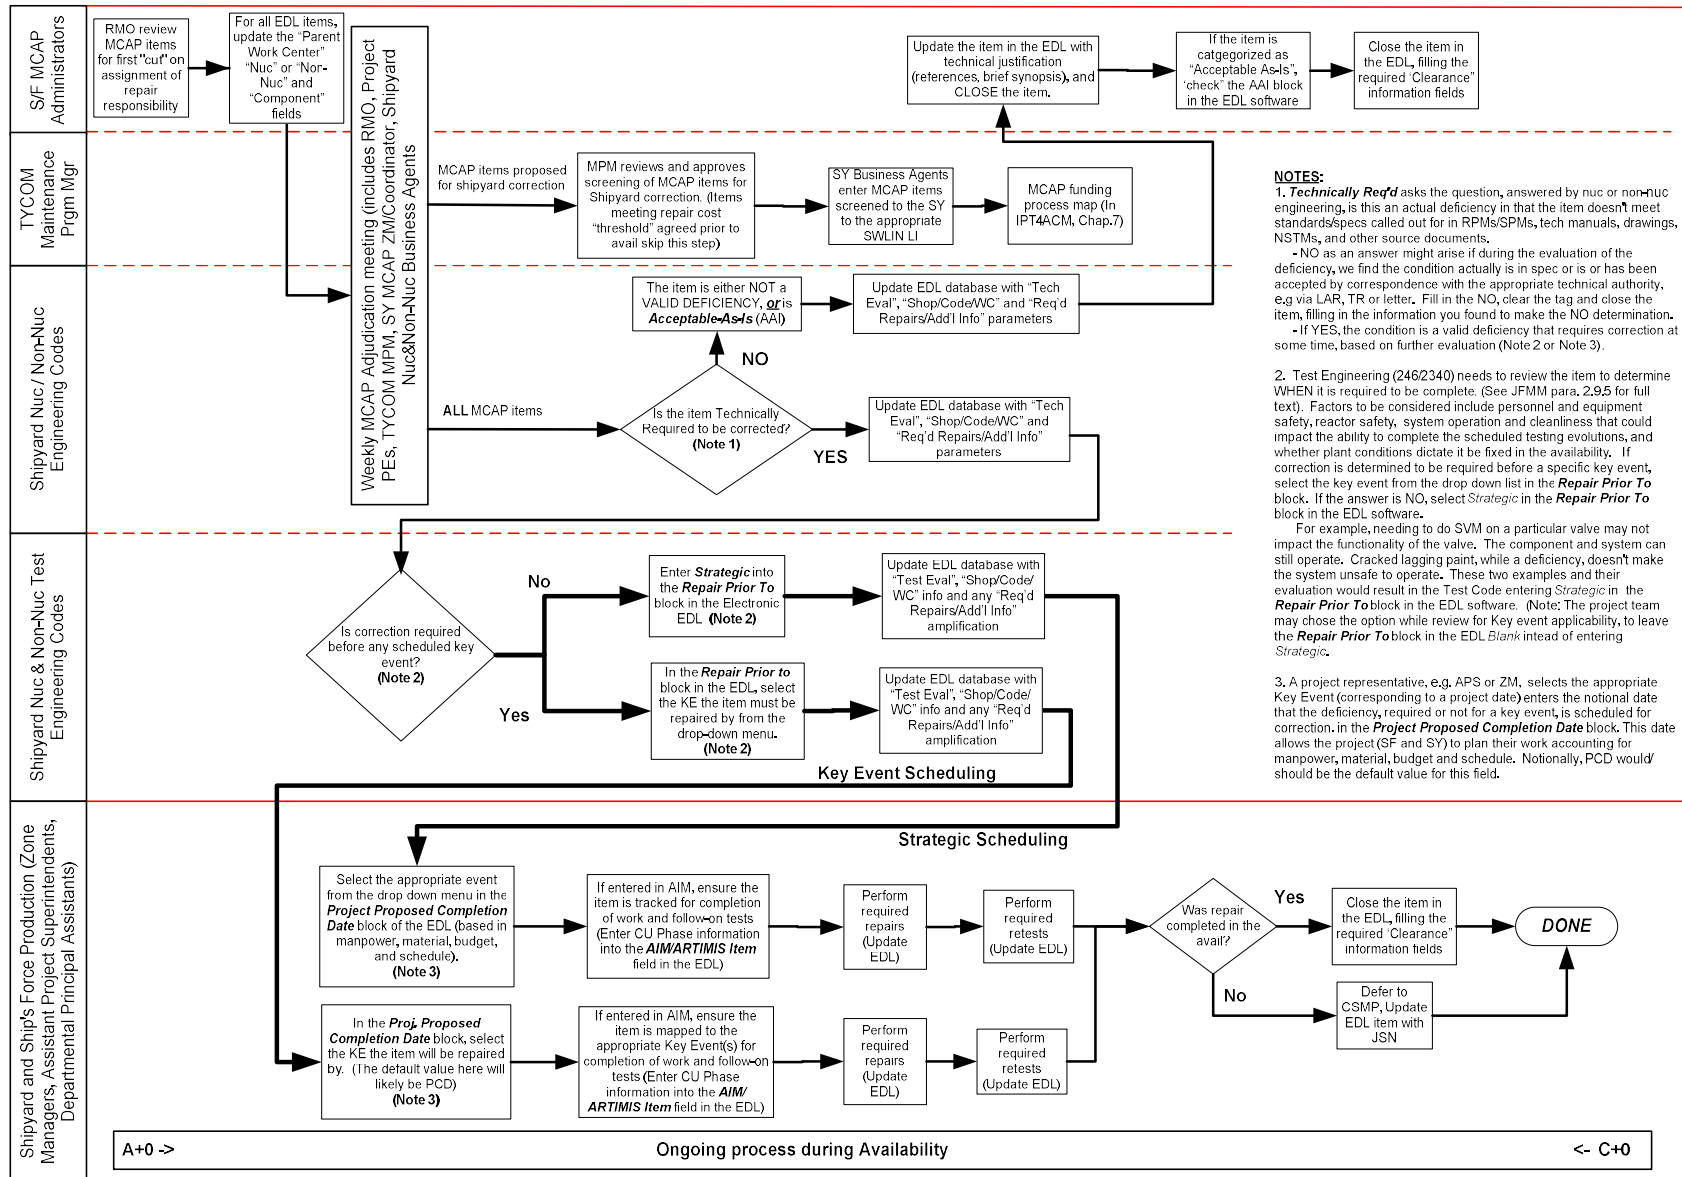 S/F MCAP
Administrators
RMO review
MCAP items
for first "cut" on
assignment of
repair
responsibility
For all EDL items,
update the “Parent
Work Center”
“Nuc” or “Non-
Nuc” and
“Component”
fields
Update the item in the EDL with
technical justification
(references, brief synopsis), and
CLOSE the item.
If the item is
catgegorized as
“Acceptable As-Is”,
‘check” the AAI block
in the EDL software
Close the item in
the EDL, filling the
required ‘Clearance”
information fields
Weekly MCAP Adjudication meeting (includes RMO, Project
PEs, TYCOM MPM, SY MCAP ZM/Coordinator, Shipyard
Nuc&Non-Nuc Business Agents
TYCOM
Maintenance
Prgm Mgr
MCAP items proposed
for shipyard correction
MPM reviews and approves
screening of MCAP items for
Shipyard correction. (Items
meeting repair cost
“threshold” agreed prior to
avail skip this step)
SY Business Agents
enter MCAP items
screened to the SY
to the appropriate
SWLIN LI
MCAP funding
process map (In
IPT4ACM, Chap.7)
Shipyard Nuc / Non-Nuc
Engineering Codes
The item is either NOT A
VALID DEFICIENCY, or is
Acceptable-As-Is (AAI)
Update EDL database with “Tech
Eval”, “Shop/Code/WC” and “Req’d
Repairs/Add’l Info” parameters
NO
ALL MCAP items
Is the item Technically
Required to be corrected?
(Note 1)
YES
Update EDL database with “Tech
Eval”, “Shop/Code/WC” and
“Req’d Repairs/Add’l Info”
parameters
Shipyard Nuc & Non-Nuc Test
Engineering Codes
Is correction required
before any scheduled key
event?
(Note 2)
No
Enter Strategic into
the Repair Prior To
block in the Electronic
EDL (Note 2)
Update EDL database with
“Test Eval”, “Shop/Code/
WC” info and any “Req’d
Repairs/Add’l Info”
amplification
Yes
In the Repair Prior to
block in the EDL, select
the KE the item must be
repaired by from the
drop-down menu.
(Note 2)
Update EDL database with
“Test Eval”, “Shop/Code/
WC” info and any “Req’d
Repairs/Add’l Info”
amplification
Key Event Scheduling
NOTES:
1. Technically Req’d asks the question, answered by nuc or non-nuc
engineering, is this an actual deficiency in that the item doesn’t meet
standards/specs called out for in RPMs/SPMs, tech manuals, drawings,
NSTMs, and other source documents.
- NO as an answer might arise if during the evaluation of the
deficiency, we find the condition actually is in spec or is or has been
accepted by correspondence with the appropriate technical authority,
e.g via LAR, TR or letter. Fill in the NO, clear the tag and close the
item, filling in the information you found to make the NO determination.
- If YES, the condition is a valid deficiency that requires correction at
some time, based on further evaluation (Note 2 or Note 3).
2. Test Engineering (246/2340) needs to review the item to determine
WHEN it is required to be complete. (See JFMM para. 2.9.5 for full
text). Factors to be considered include personnel and equipment
safety, reactor safety, system operation and cleanliness that could
impact the ability to complete the scheduled testing evolutions, and
whether plant conditions dictate it be fixed in the availability. If
correction is determined to be required before a specific key event,
select the key event from the drop down list in the Repair Prior To
block. If the answer is NO, select Strategic in the Repair Prior To
block in the EDL software.
For example, needing to do SVM on a particular valve may not
impact the functionality of the valve. The component and system can
still operate. Cracked lagging paint, while a deficiency, doesn’t make
the system unsafe to operate. These two examples and their
evaluation would result in the Test Code entering Strategic in the
Repair Prior To block in the EDL software. (Note: The project team
may chose the option while review for Key event applicability, to leave
the Repair Prior To block in the EDL Blank intead of entering
Strategic.
3. A project representative, e.g. APS or ZM, selects the appropriate
Key Event (corresponding to a project date) enters the notional date
that the deficiency, required or not for a key event, is scheduled for
correction. in the Project Proposed Completion Date block. This date
allows the project (SF and SY) to plan their work accounting for
manpower, material, budget and schedule. Notionally, PCD would/
should be the default value for this field.
Shipyard and Ship’s Force Production (Zone
Managers, Assistant Project Superintendents,
Departmental Principal Assistants)
Strategic Scheduling
Select the appropriate event
from the drop down menu in the
Project Proposed Completion
Date block of the EDL (based in
manpower, material, budget,
and schedule).
(Note 3)
If entered in AIM, ensure the
item is tracked for completion
of work and follow-on tests
(Enter CU Phase information
into the AIM/ARTIMIS Item
field in the EDL)
Perform
required
repairs
(Update
EDL)
Perform
required
retests
(Update EDL)
Was repair
completed in the
avail?
Yes
Close the item in
the EDL, filling the
required ‘Clearance”
information fields
DONE
No
Defer to
CSMP, Update
EDL item with
JSN
In the Proj. Proposed
Completion Date block, select
the KE the item will be repaired
by. (The default value here will
likely be PCD)
(Note 3)
If entered in AIM, ensure the
item is mapped to the
appropriate Key Event(s) for
completion of work and follow-on
tests (Enter CU Phase
information into the AIM/
ARTIMIS Item field in the EDL)
Perform
required
repairs
(Update
EDL)
Perform
required
retests
(Update EDL)
A+0 -> Ongoing process during Availability <- C+0